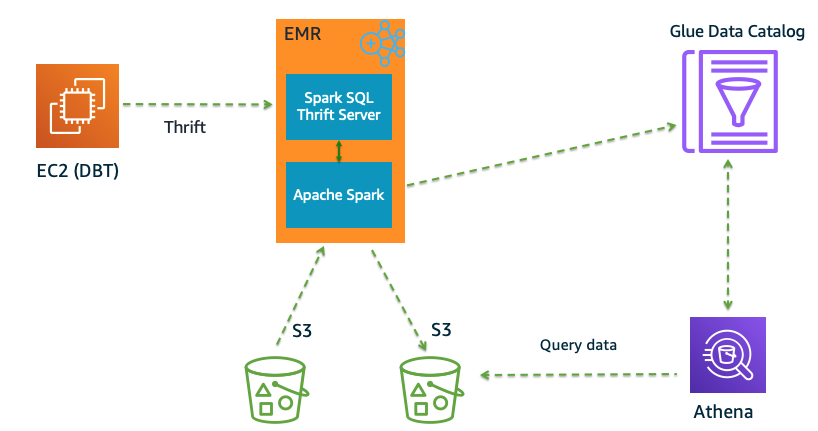 EMR
Glue Data Catalog
Spark SQL
Thrift Server
Thrift
EC2 (DBT)
Apache Spark
S3
S3
Query data
Athena